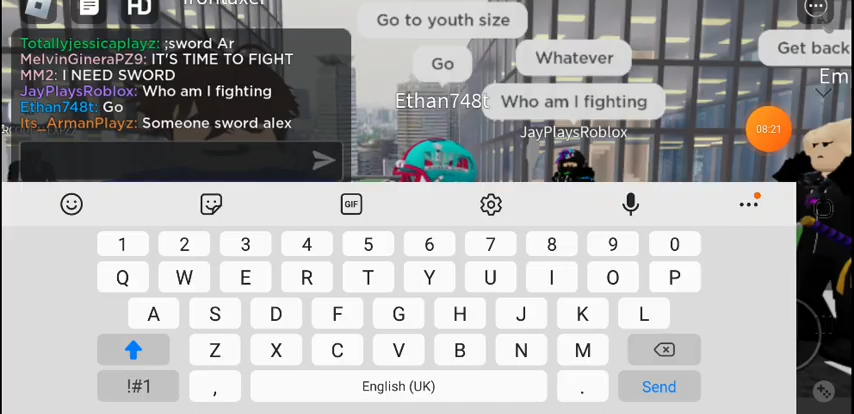 HD
Totallyjessicaplayz: ;sword Ar
MelvinGineraPZ9: IT'S TIME TO FIGHT
MM2: I NEED SWORD
JayPlaysRoblox: Who am I fighting
Ethan748t: Go
Its_ArmanPlayz: Someone sword alex
Go to youth size
Go
Whatever
Get back
Em
Ethan748t
Who am I fighting
JayPlaysRoblox
08:21
GIF
1 2 3 4 5 6 7 8 9 0
Q W E R T Y U I O P
A S D F G H J K L
Z X C V B N M
!#1 , English (UK) . Send